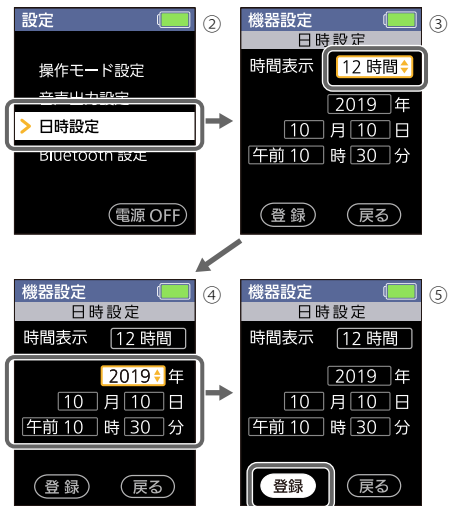 設定
②
操作モード設定
音声出力設定
> 日時設定
Bluetooth 設定
電源 OFF
機器設定
③
日時設定
時間表示 12 時間
2019 年
10 月 10 日
午前 10 時 30 分
登 録 戻る
機器設定
④
日時設定
時間表示 12 時間
2019 年
10 月 10 日
午前 10 時 30 分
登 録 戻る
機器設定
⑤
日時設定
時間表示 12 時間
2019 年
10 月 10 日
午前 10 時 30 分
登録 戻る